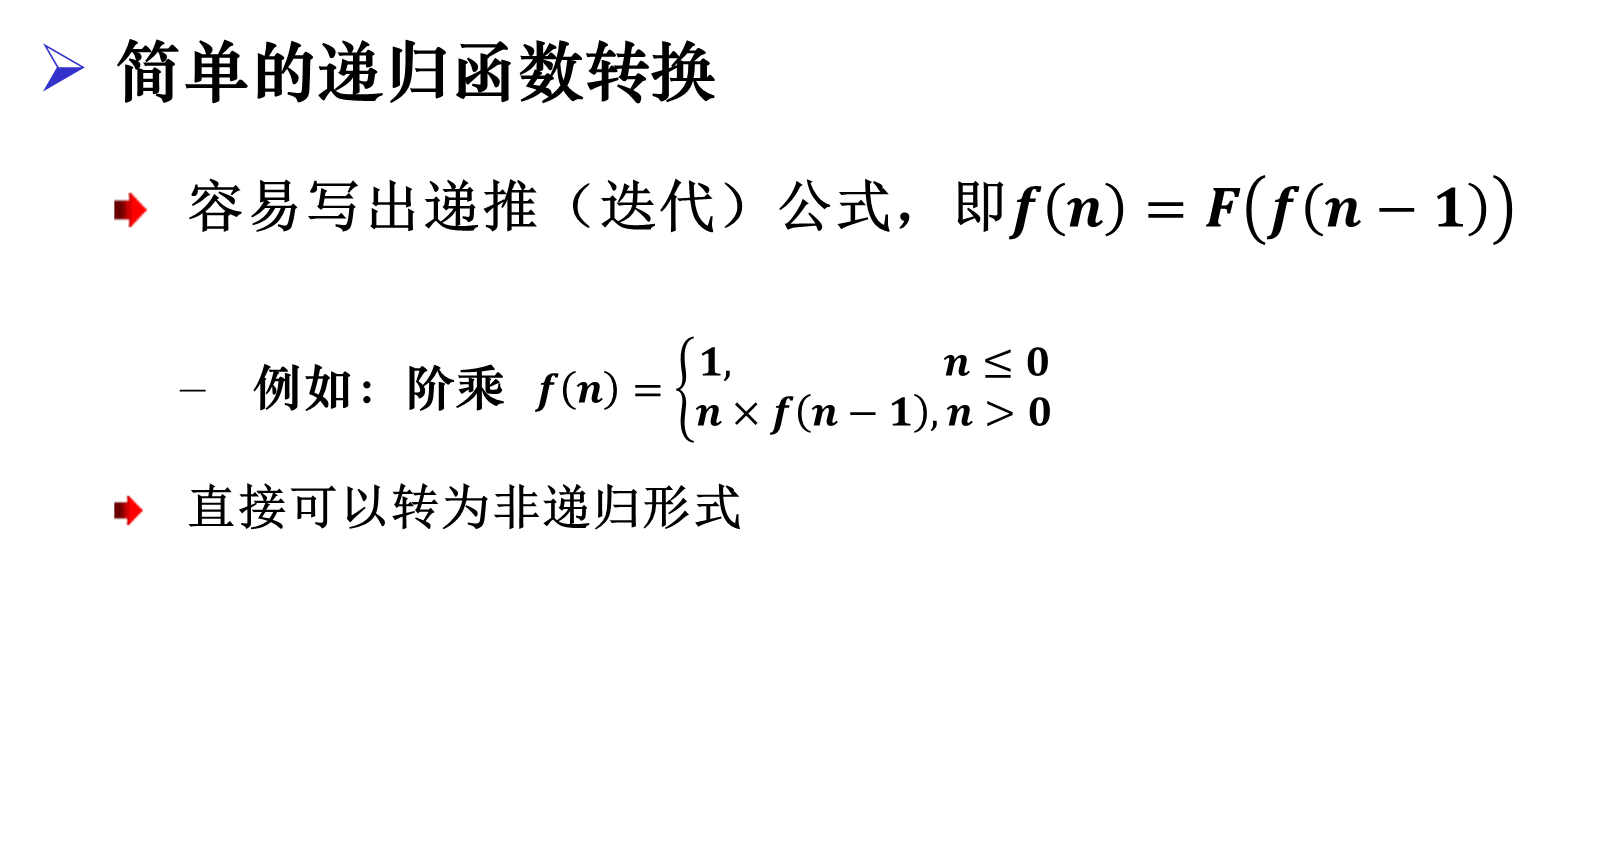 简单的递归函数转换
容易写出递推（迭代）公式，即f(n) = F(f(n − 1))
– 例如：阶乘 f(n) = {1, n ≤ 0
n × f(n − 1), n > 0
直接可以转为非递归形式